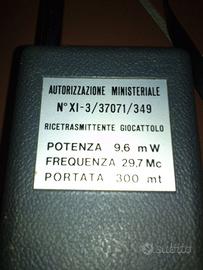 AUTORIZZAZIONE MINISTERIALE
N° XI-3/37071/349
RICETRASMITTENTE GIOCATTOLO
POTENZA 9,6 mW
FREQUENZA 29,7 Mc
PORTATA 300 mt
subito